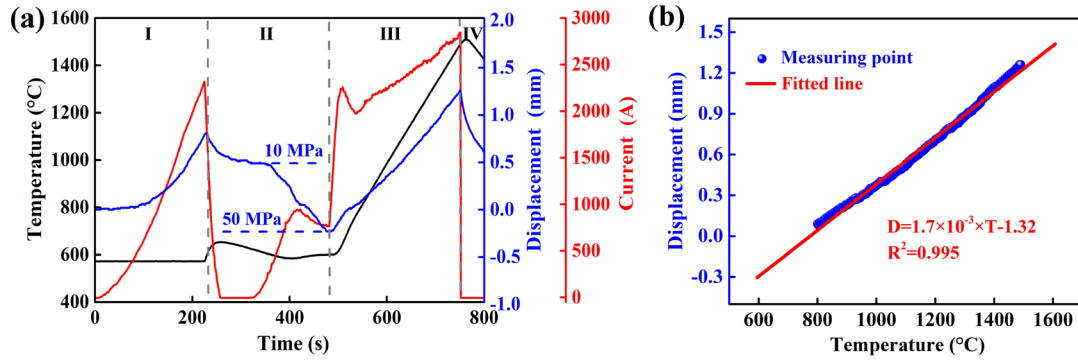 (a)
I II III IV
1600
1400
1200
1000
800
600
400
Temperature (°C)
0 200 400 600 800
Time (s)
10 MPa
50 MPa
2.0
1.5
1.0
0.5
0.0
-0.5
-1.0
Displacement (mm)
3000
2500
2000
1500
1000
500
0
Current (A)
(b)
Measuring point
Fitted line
D=1.7×10⁻³×T-1.32
R²=0.995
1.5
1.2
0.9
0.6
0.3
0.0
-0.3
Displacement (mm)
600 800 1000 1200 1400 1600
Temperature (°C)